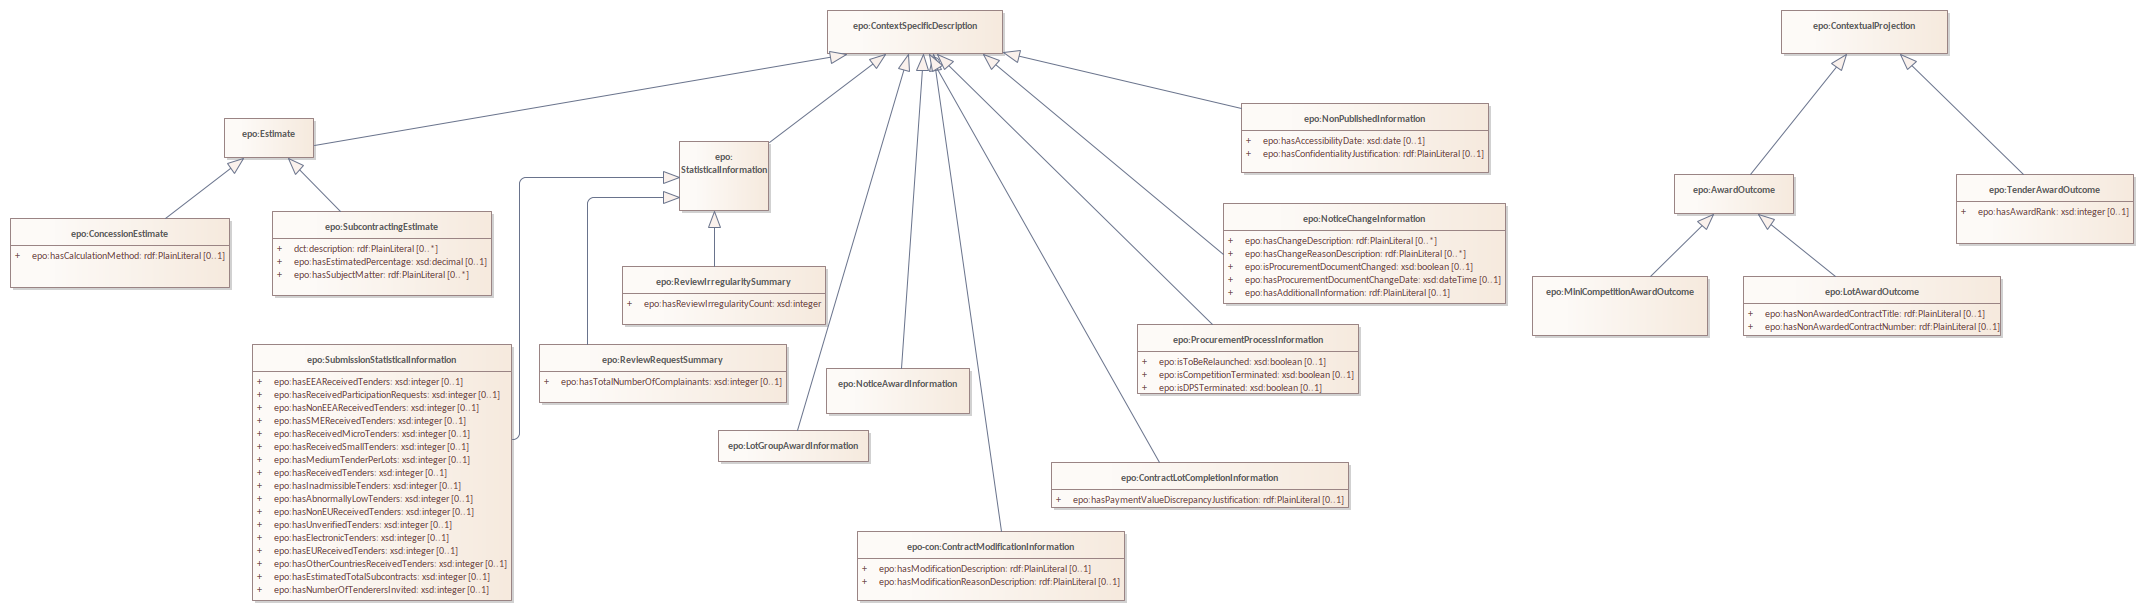 epo:ContextSpecificDescription
epo:ContextualProjection
epo:Estimate
epo:
StatisticalInformation
epo:NonPublishedInformation
+ epo:hasAccessibilityDate: xsd:date [0..1]
+ epo:hasConfidentialityJustification: rdf:PlainLiteral [0..1]
epo:AwardOutcome
epo:TenderAwardOutcome
+ epo:hasAwardRank: xsd:integer [0..1]
epo:ConcessionEstimate
+ epo:hasCalculationMethod: rdf:PlainLiteral [0..1]
epo:SubcontractingEstimate
+ dct:description: rdf:PlainLiteral [0..*]
+ epo:hasEstimatedPercentage: xsd:decimal [0..1]
+ epo:hasSubjectMatter: rdf:PlainLiteral [0..*]
epo:NoticeChangeInformation
+ epo:hasChangeDescription: rdf:PlainLiteral [0..*]
+ epo:hasChangeReasonDescription: rdf:PlainLiteral [0..*]
+ epo:isProcurementDocumentChanged: xsd:boolean [0..1]
+ epo:hasProcurementDocumentChangeDate: xsd:dateTime [0..1]
+ epo:hasAdditionalInformation: rdf:PlainLiteral [0..1]
epo:ReviewIrregularitySummary
+ epo:hasReviewIrregularityCount: xsd:integer
epo:MiniCompetitionAwardOutcome
epo:LotAwardOutcome
+ epo:hasNonAwardedContractTitle: rdf:PlainLiteral [0..1]
+ epo:hasNonAwardedContractNumber: rdf:PlainLiteral [0..1]
epo:SubmissionStatisticalInformation
+ epo:hasEEAReceivedTenders: xsd:integer [0..1]
+ epo:hasReceivedParticipationRequests: xsd:integer [0..1]
+ epo:hasNonEEAReceivedTenders: xsd:integer [0..1]
+ epo:hasSMEReceivedTenders: xsd:integer [0..1]
+ epo:hasReceivedMicroTenders: xsd:integer [0..1]
+ epo:hasReceivedSmallTenders: xsd:integer [0..1]
+ epo:hasMediumTenderPerLots: xsd:integer [0..1]
+ epo:hasReceivedTenders: xsd:integer [0..1]
+ epo:hasInadmissibleTenders: xsd:integer [0..1]
+ epo:hasAbnormallyLowTenders: xsd:integer [0..1]
+ epo:hasNonEUReceivedTenders: xsd:integer [0..1]
+ epo:hasUnverifiedTenders: xsd:integer [0..1]
+ epo:hasElectronicTenders: xsd:integer [0..1]
+ epo:hasEUReceivedTenders: xsd:integer [0..1]
+ epo:hasOtherCountriesReceivedTenders: xsd:integer [0..1]
+ epo:hasEstimatedTotalSubcontracts: xsd:integer [0..1]
+ epo:hasNumberOfTenderersInvited: xsd:integer [0..1]
epo:ReviewRequestSummary
+ epo:hasTotalNumberOfComplainants: xsd:integer [0..1]
epo:ProcurementProcessInformation
+ epo:isToBeRelaunched: xsd:boolean [0..1]
+ epo:isCompetitionTerminated: xsd:boolean [0..1]
+ epo:isDPSTerminated: xsd:boolean [0..1]
epo:NoticeAwardInformation
epo:LotGroupAwardInformation
epo:ContractLotCompletionInformation
+ epo:hasPaymentValueDiscrepancyJustification: rdf:PlainLiteral [0..1]
epo-con:ContractModificationInformation
+ epo:hasModificationDescription: rdf:PlainLiteral [0..1]
+ epo:hasModificationReasonDescription: rdf:PlainLiteral [0..1]